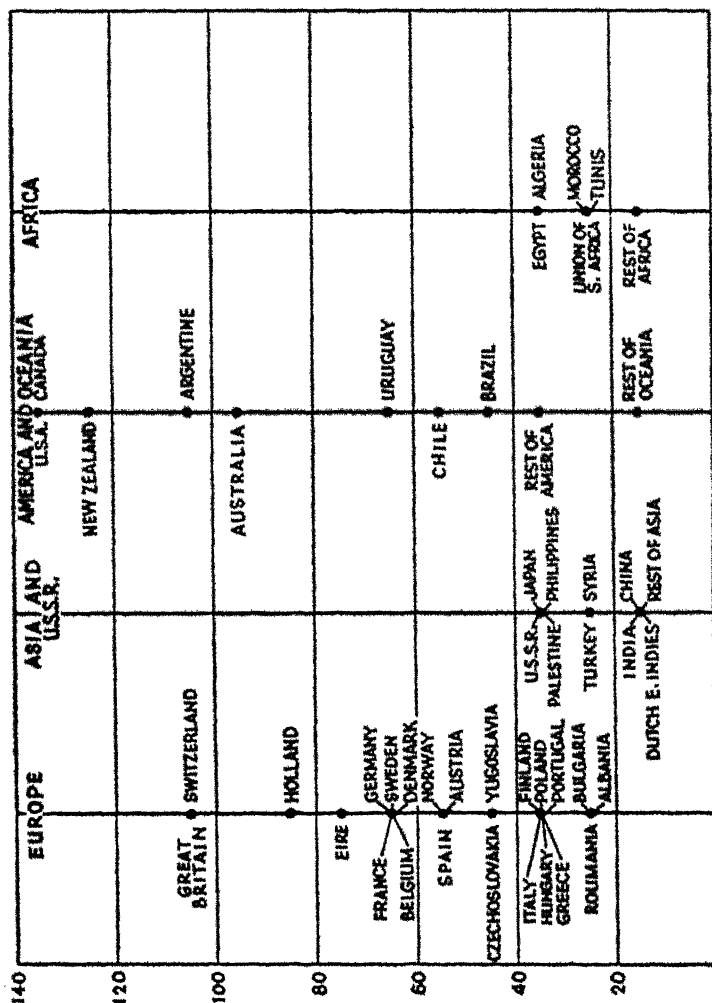 EUROPE
ASIA AND
U.S.S.R.
AMERICA AND OCEANIA
AFRICA
140
120
100
80
60
40
20
GREAT
BRITAIN
SWITZERLAND
HOLLAND
EIRE
FRANCE
BELGIUM
GERMANY
SWEDEN
DENMARK
NORWAY
SPAIN
AUSTRIA
CZECHOSLOVAKIA
YUGOSLAVIA
ITALY
HUNGARY
GREECE
FINLAND
POLAND
PORTUGAL
ROUMANIA
BULGARIA
ALBANIA
U.S.S.R.
JAPAN
PALESTINE
PHILIPPINES
TURKEY
SYRIA
INDIA
CHINA
DUTCH E. INDIES
REST OF ASIA
U.S.A.
CANADA
NEW ZEALAND
ARGENTINE
AUSTRALIA
URUGUAY
CHILE
BRAZIL
REST OF
AMERICA
REST OF
OCEANIA
EGYPT
ALGERIA
UNION OF
S. AFRICA
MOROCCO
TUNIS
REST OF
AFRICA